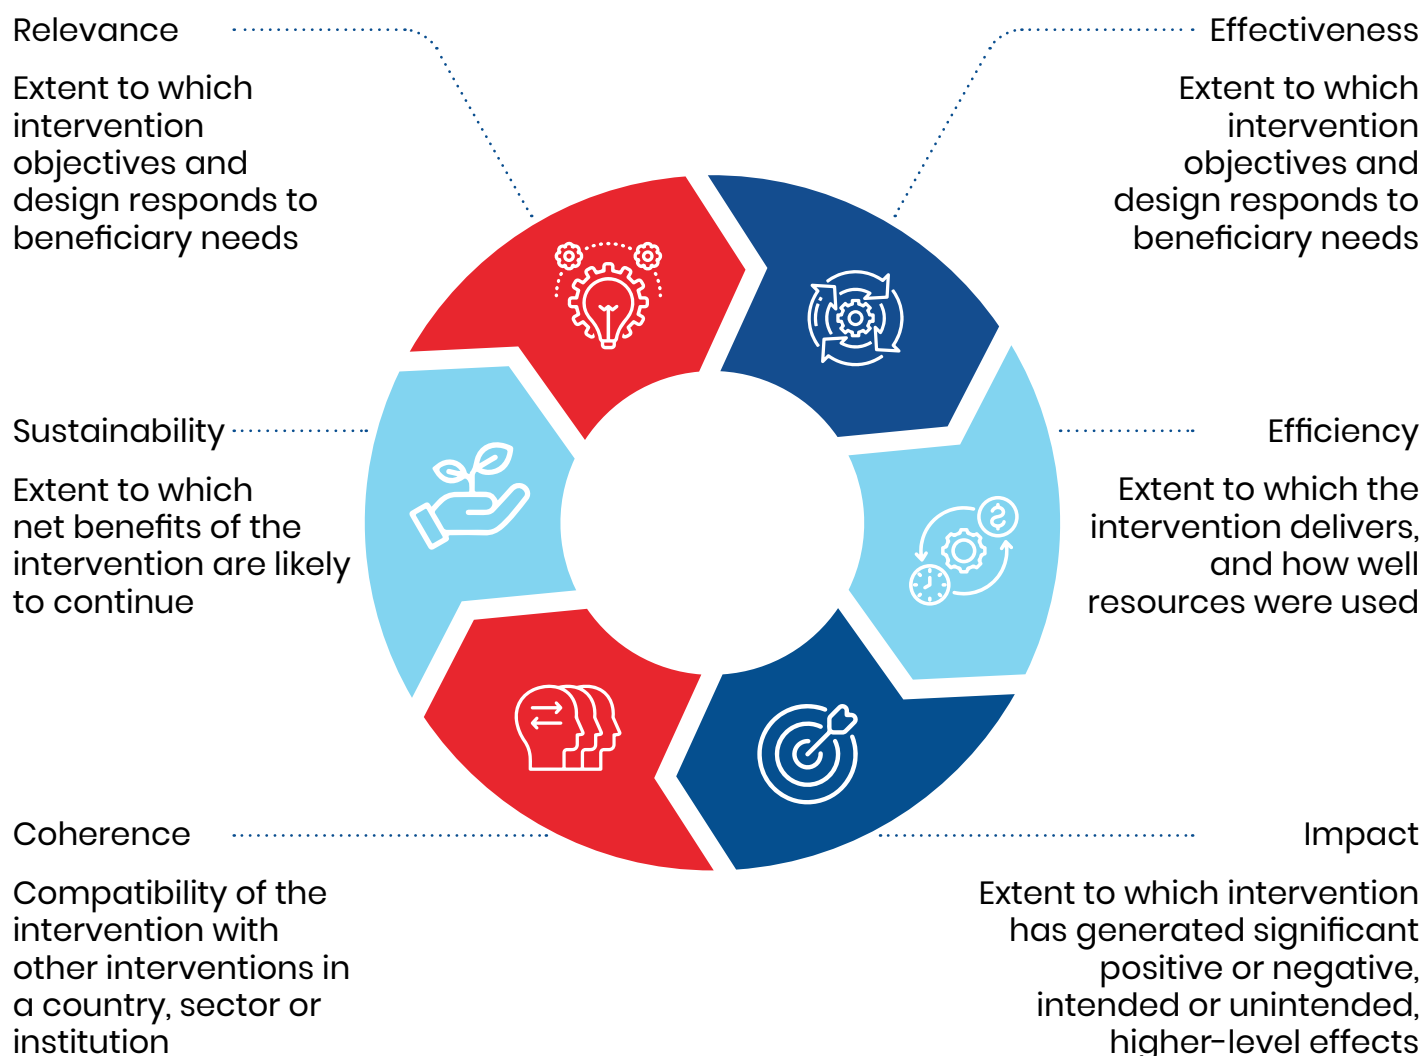 Relevance
Extent to which
intervention
objectives and
design responds to
beneficiary needs
Effectiveness
Extent to which
intervention
objectives and
design responds to
beneficiary needs
Sustainability
Extent to which
net benefits of the
intervention are likely
to continue
Efficiency
Extent to which the
intervention delivers,
and how well
resources were used
Coherence
Compatibility of the
intervention with
other interventions in
a country, sector or
institution
Impact
Extent to which intervention
has generated significant
positive or negative,
intended or unintended,
higher-level effects
$